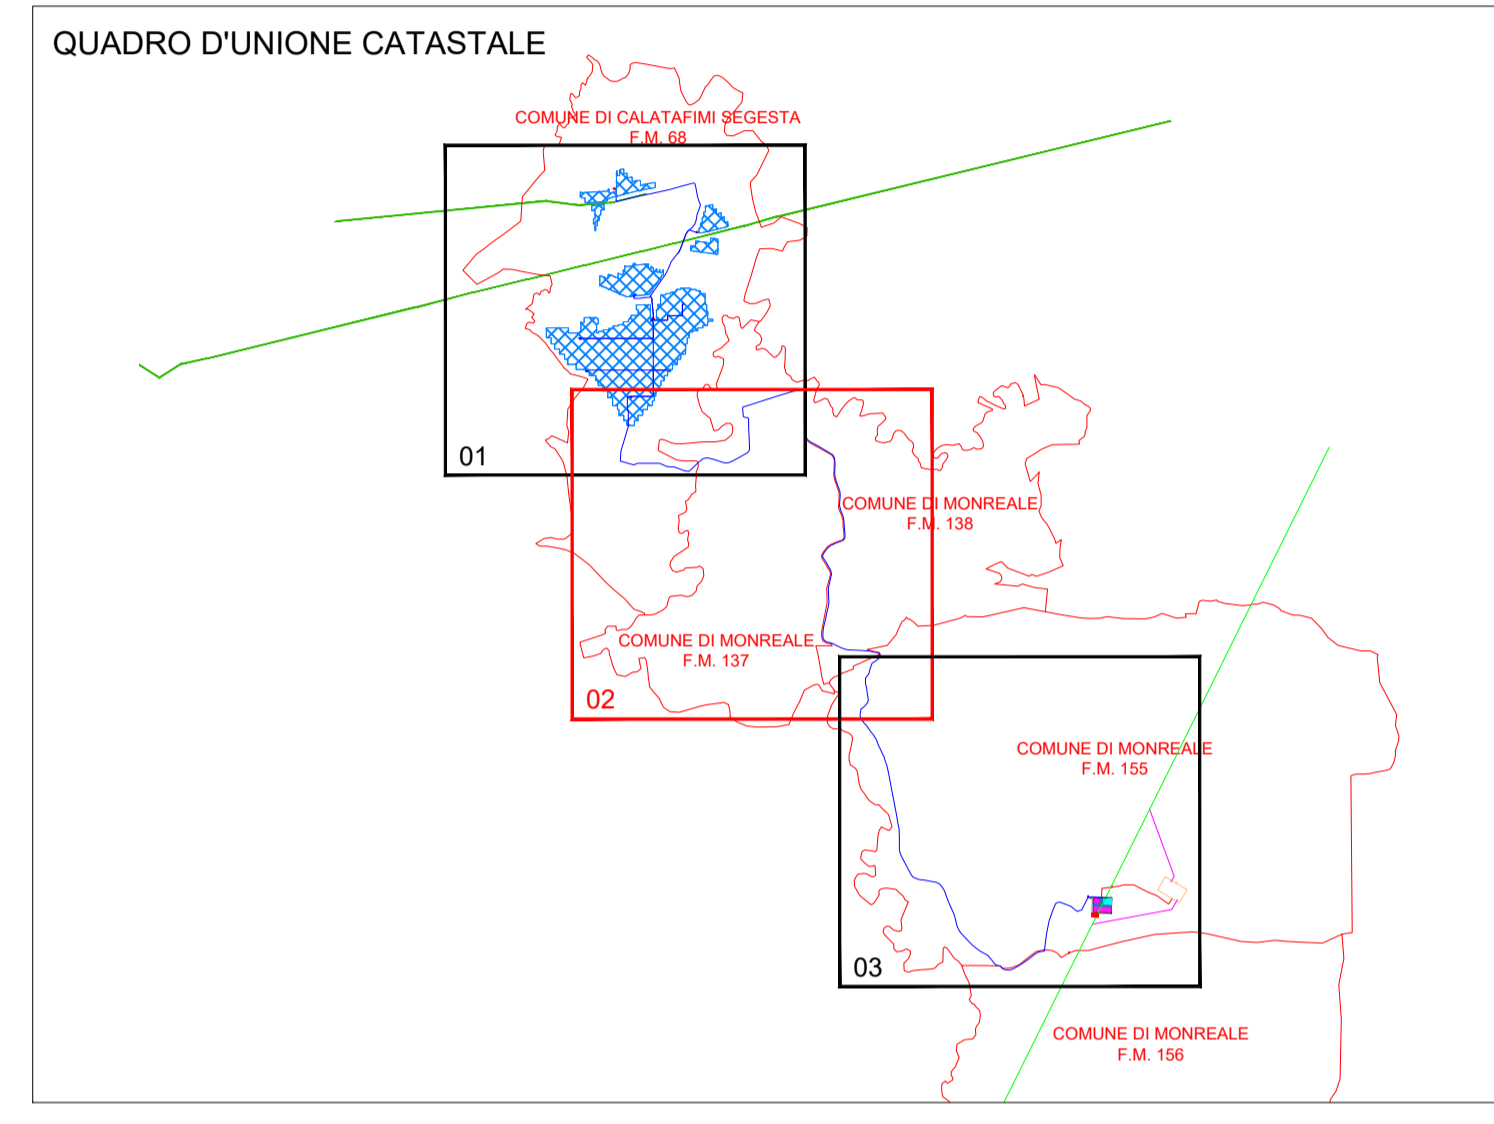 QUADRO D'UNIONE CATASTALE
COMUNE DI CALATAFIMI SEGESTA
F.M. 68
01
COMUNE DI MONREALE
F.M. 138
COMUNE DI MONREALE
F.M. 137
02
COMUNE DI MONREALE
F.M. 155
03
COMUNE DI MONREALE
F.M. 156